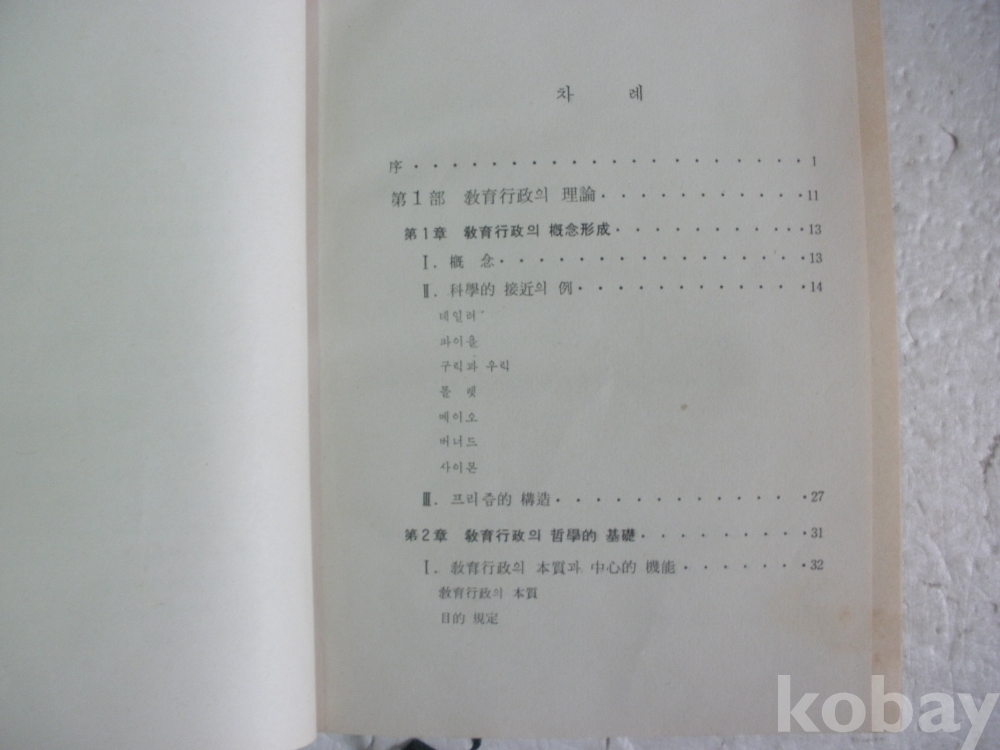 차 례
序 · · · · · · · · · · · · · · · · · · · · 1
第1部 敎育行政의 理論 · · · · · · · · · · · 11
第1章 敎育行政의 槪念形成 · · · · · · · · · · 13
Ⅰ. 槪 念 · · · · · · · · · · · · · · · · 13
Ⅱ. 科學的 接近의 例 · · · · · · · · · · · · 14
테일러
파이욜
구릭과 우릭
폴 렛
메이오
버너드
사이몬
Ⅲ. 프리즘的 構造 · · · · · · · · · · · · · 27
第2章 敎育行政의 哲學的 基礎 · · · · · · · · · 31
Ⅰ. 敎育行政의 本質과 中心的 機能 · · · · · · · 32
敎育行政의 本質
目的 規定
kobay